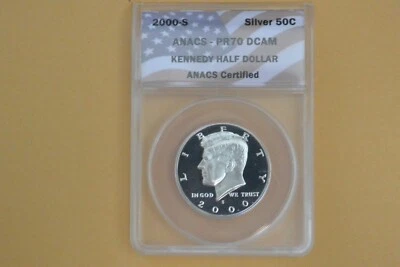 2000-S Silver 50C
ANACS - PR70 DCAM
KENNEDY HALF DOLLAR
ANACS Certified
LIBERTY
IN GOD WE TRUST
S
2000